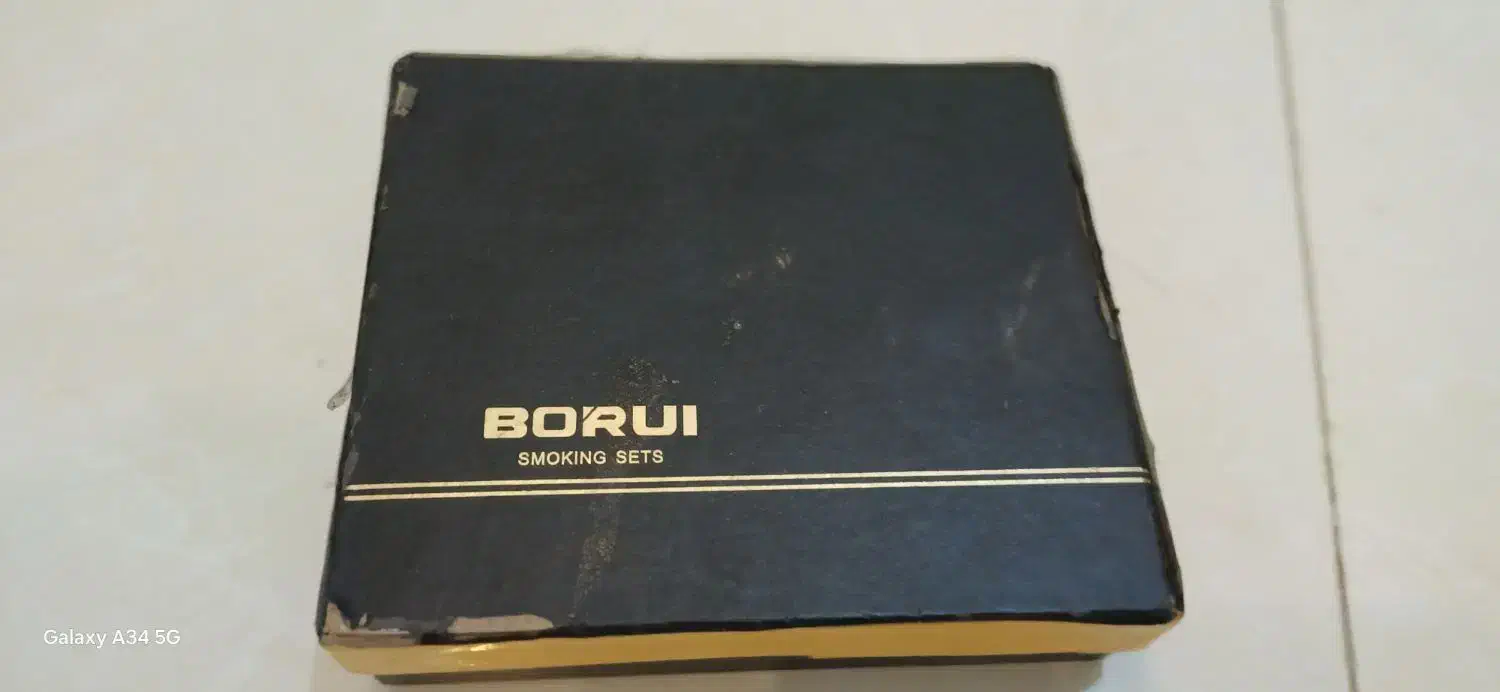 BORUI
SMOKING SETS
Galaxy A34 5G